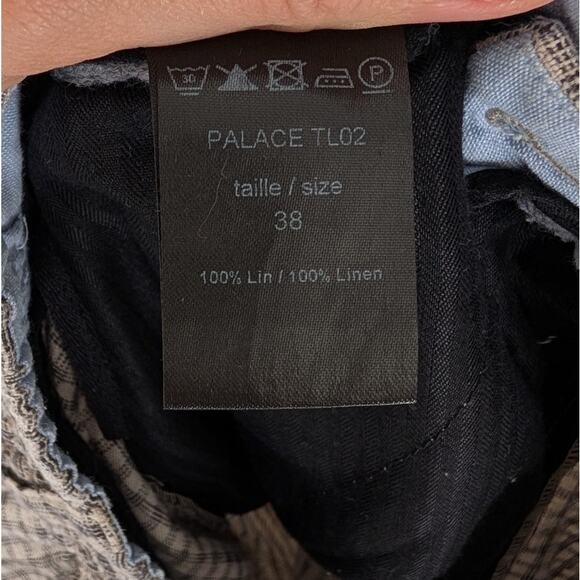 30 P
PALACE TL02
taille / size
38
100% Lin / 100% Linen